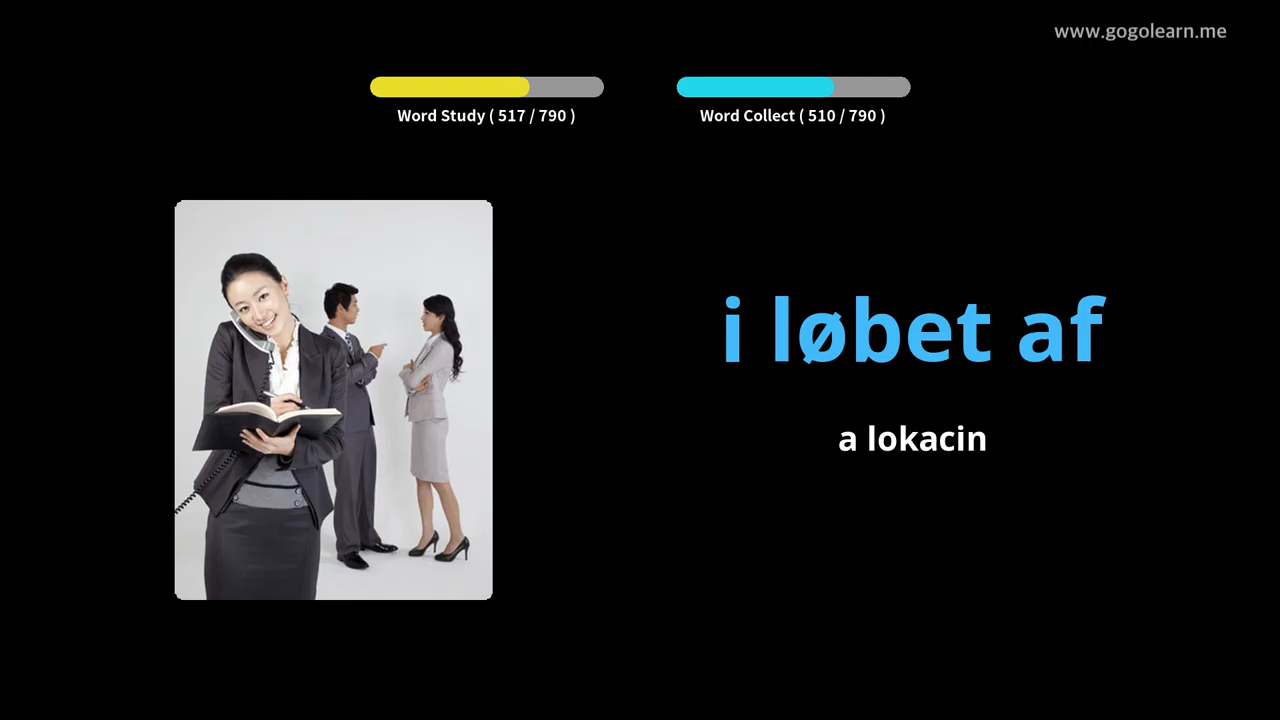 www.gogolearn.me
Word Study ( 517 / 790 )
Word Collect ( 510 / 790 )
i løbet af
a lokacin